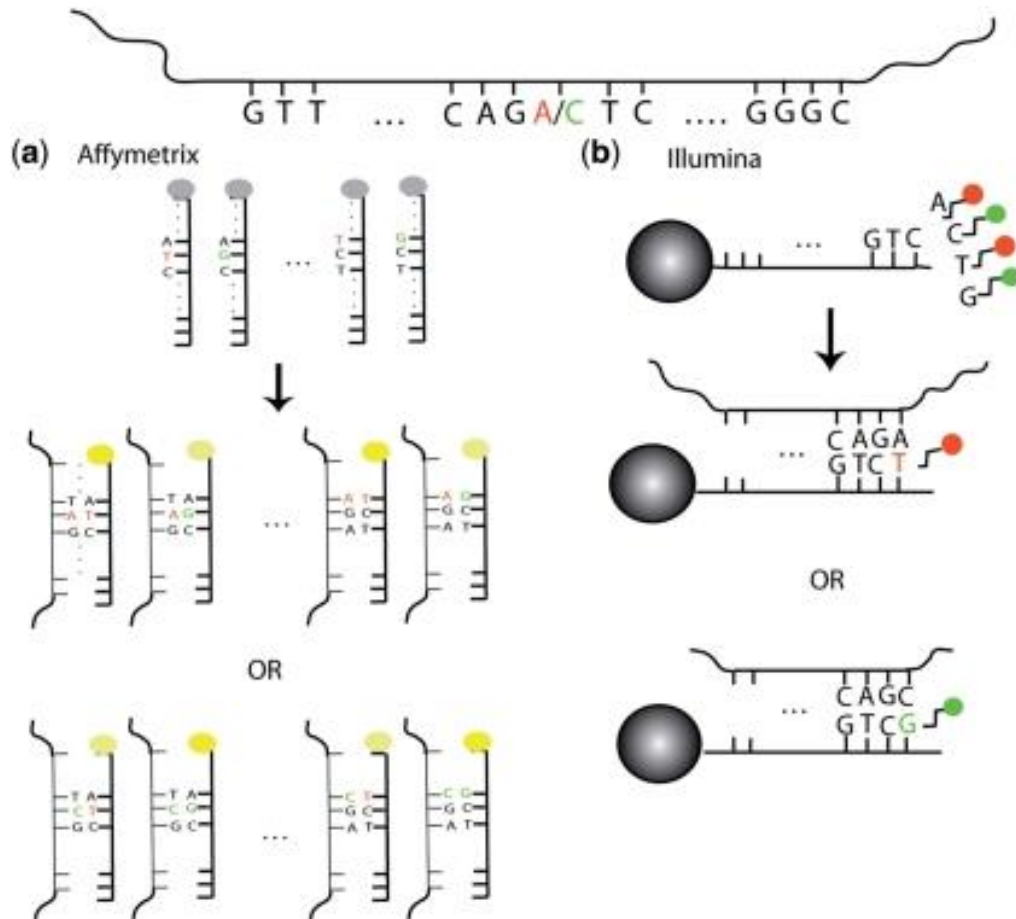 G T T ... C A G A/C T C .... G G G C
(a) Affymetrix
A A T G
T G ... C C
C C T T
T A T A A T A G
A T A G ... G C G C
G C G C A T A T
OR
T A T A C T C G
C T C G G C G C
G C G C ... A T A T
(b) Illumina
A
... G T C C
T
G
C A G A
... G T C T
OR
C A G C
... G T C G